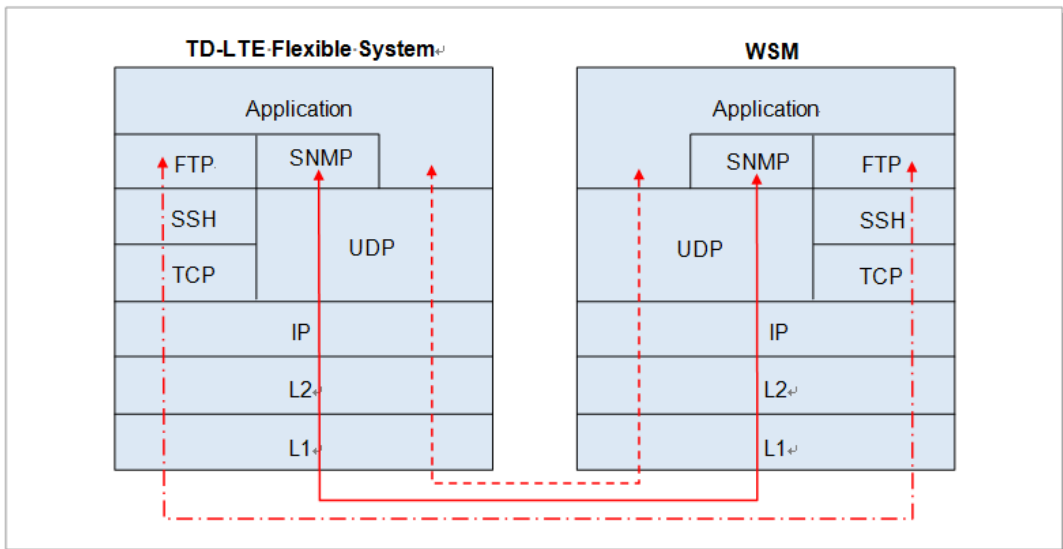 TD-LTE Flexible System
Application
FTP
SNMP
SSH
UDP
TCP
IP
L2
L1
WSM
Application
SNMP
FTP
SSH
UDP
TCP
IP
L2
L1